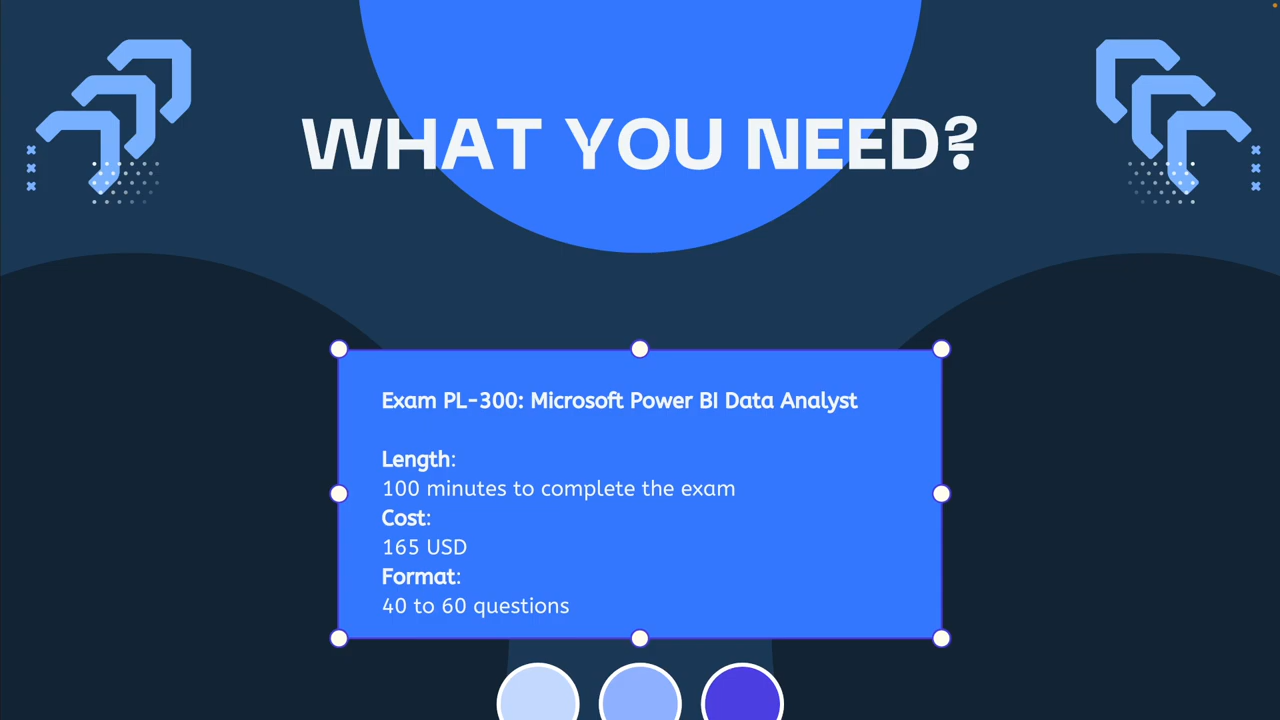 WHAT YOU NEED?
Exam PL-300: Microsoft Power BI Data Analyst
Length:
100 minutes to complete the exam
Cost:
165 USD
Format:
40 to 60 questions